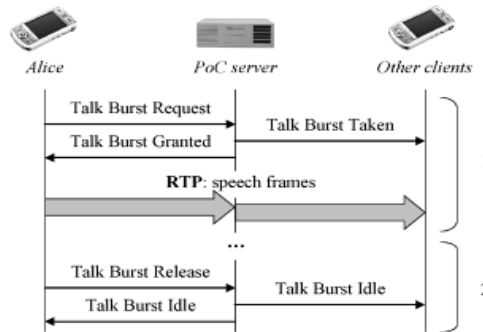 Alice PoC server Other clients
Talk Burst Request
Talk Burst Taken
Talk Burst Granted
RTP: speech frames
...
Talk Burst Release
Talk Burst Idle
Talk Burst Idle